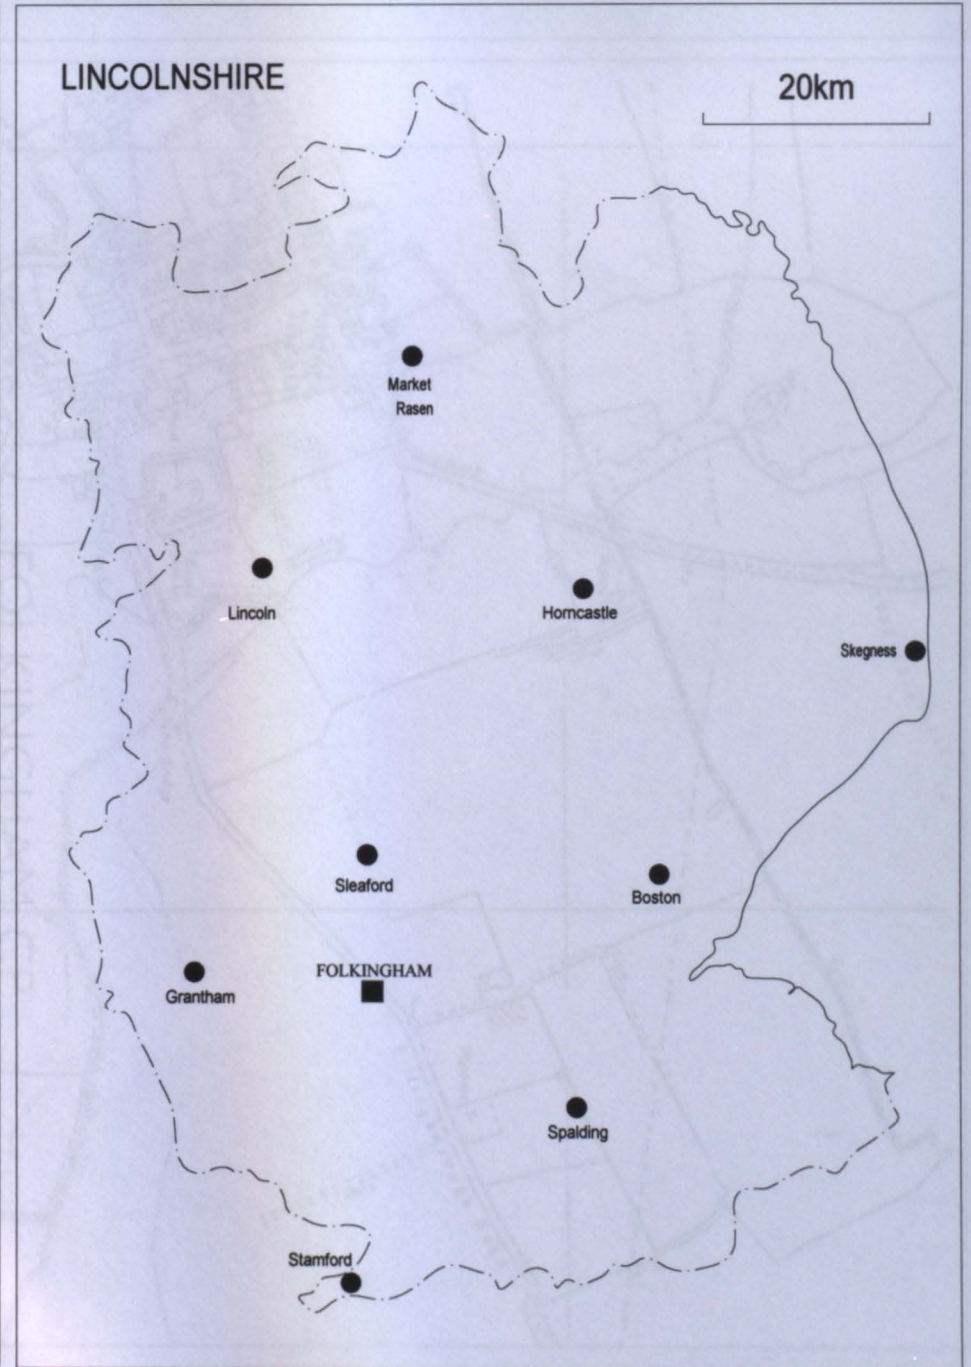 LINCOLNSHIRE
20km
Market
Rasen
Lincoln
Horncastle
Skegness
Sleaford
Boston
FOLKINGHAM
Grantham
Spalding
Stamford